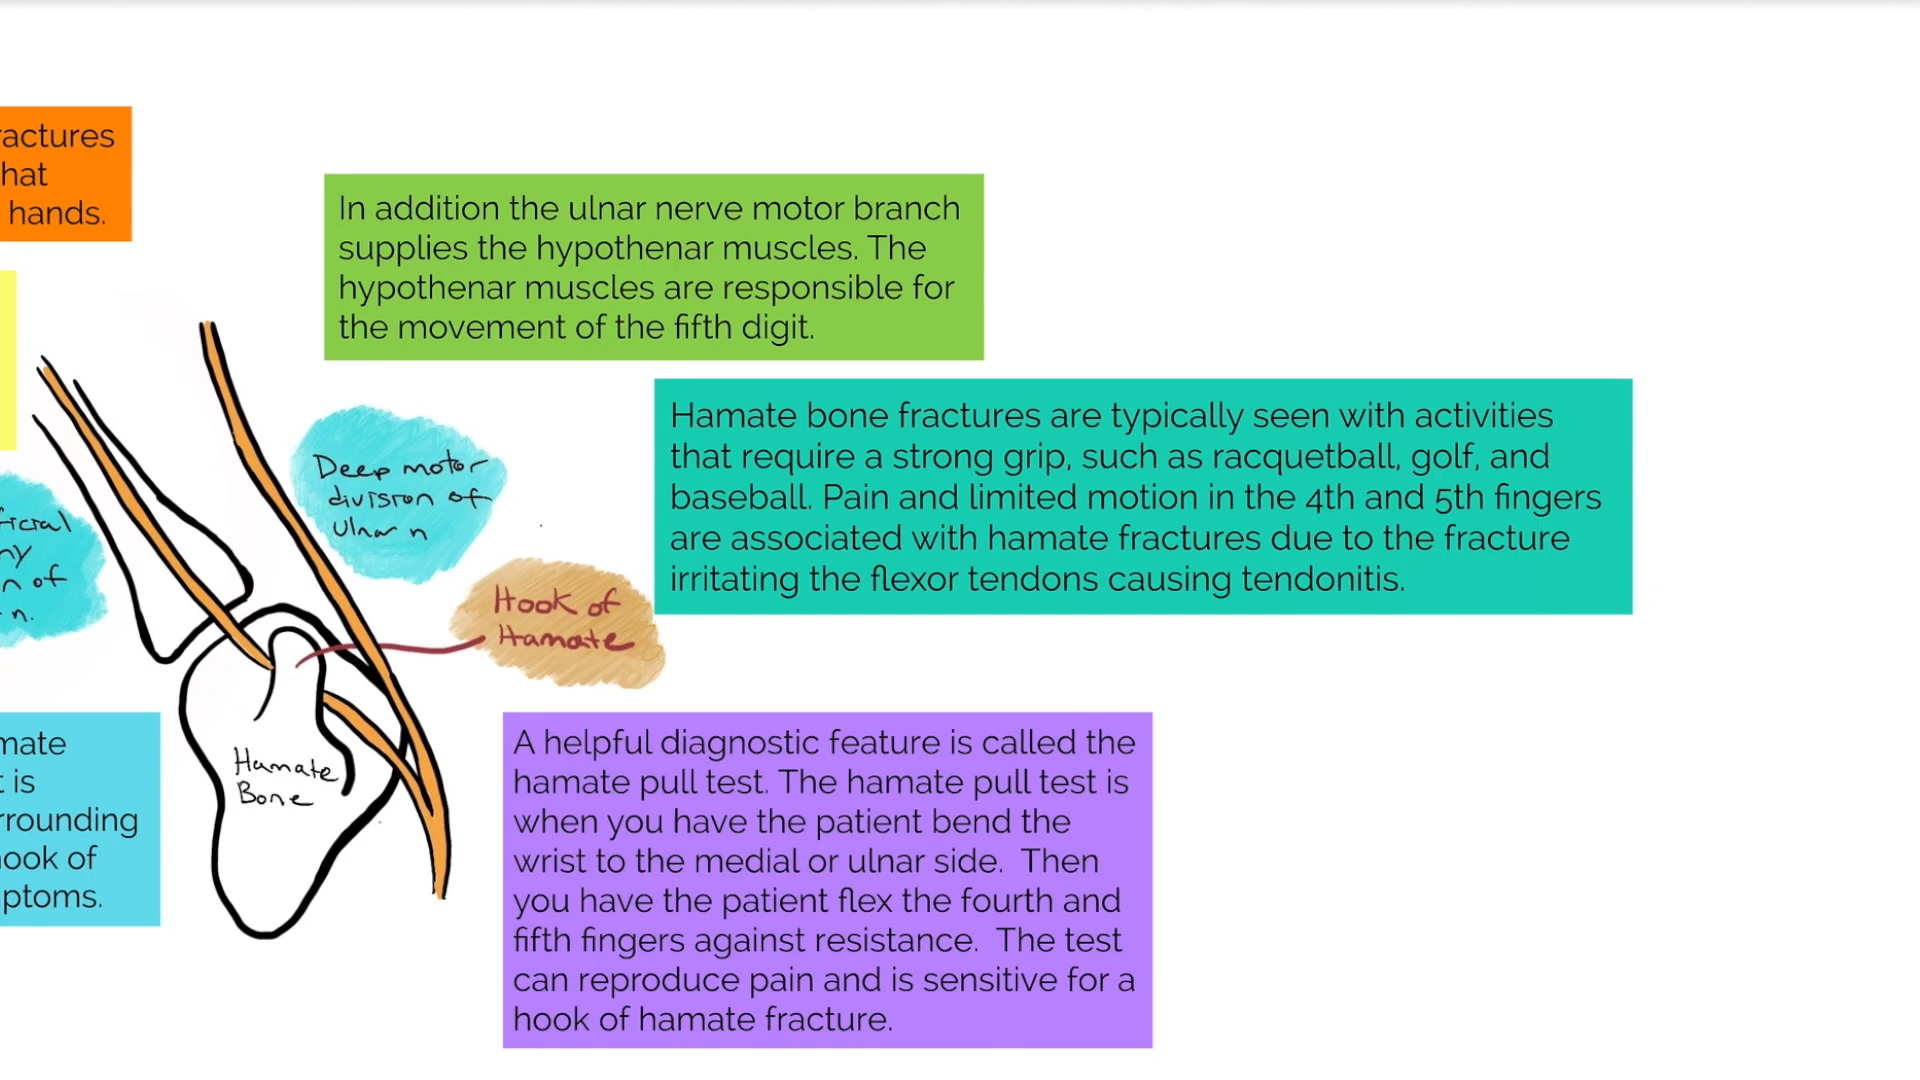 ractures
hat
hands.
In addition the ulnar nerve motor branch
supplies the hypothenar muscles. The
hypothenar muscles are responsible for
the movement of the fifth digit.
Hamate bone fractures are typically seen with activities
that require a strong grip, such as racquetball, golf, and
baseball. Pain and limited motion in the 4th and 5th fingers
are associated with hamate fractures due to the fracture
irritating the flexor tendons causing tendonitis.
Deep motor
division of
ulnar n
ficial
ny
n of
n.
Hook of
Hamate
Hamate
Bone
mate
t is
rrounding
hook of
ptoms.
A helpful diagnostic feature is called the
hamate pull test. The hamate pull test is
when you have the patient bend the
wrist to the medial or ulnar side. Then
you have the patient flex the fourth and
fifth fingers against resistance. The test
can reproduce pain and is sensitive for a
hook of hamate fracture.